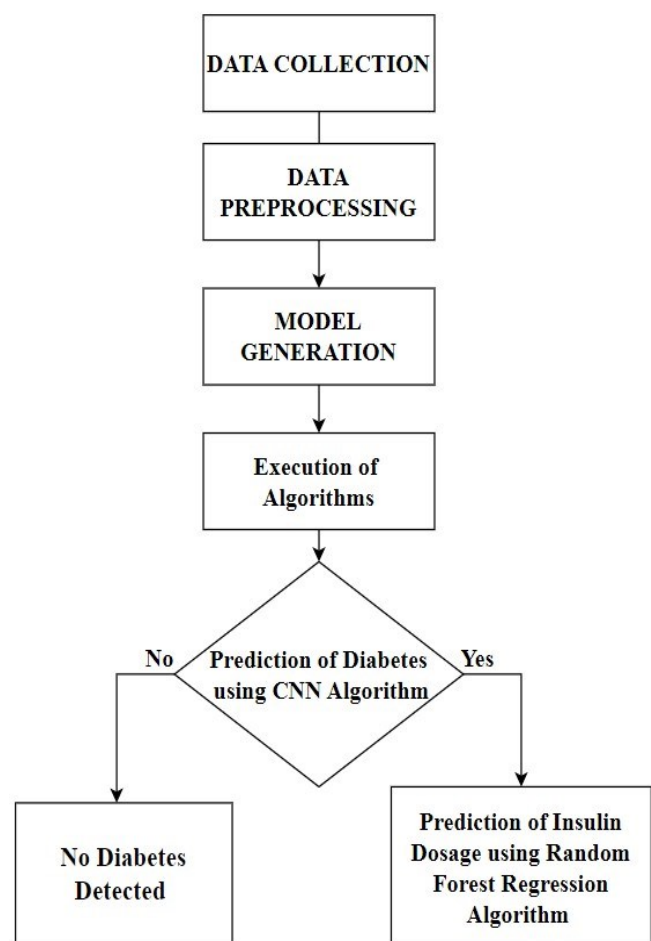 DATA COLLECTION
DATA
PREPROCESSING
MODEL
GENERATION
Execution of
Algorithms
No
Prediction of Diabetes
using CNN Algorithm
Yes
No Diabetes
Detected
Prediction of Insulin
Dosage using Random
Forest Regression
Algorithm